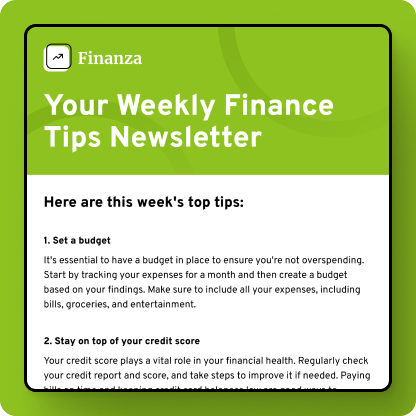 Finanza
Your Weekly Finance
Tips Newsletter
Here are this week's top tips:
1. Set a budget
It's essential to have a budget in place to ensure you're not overspending.
Start by tracking your expenses for a month and then create a budget
based on your findings. Make sure to include all your expenses, including
bills, groceries, and entertainment.
2. Stay on top of your credit score
Your credit score plays a vital role in your financial health. Regularly check
your credit report and score, and take steps to improve it if needed. Paying
bills on time and keeping credit card balances low are good ways to